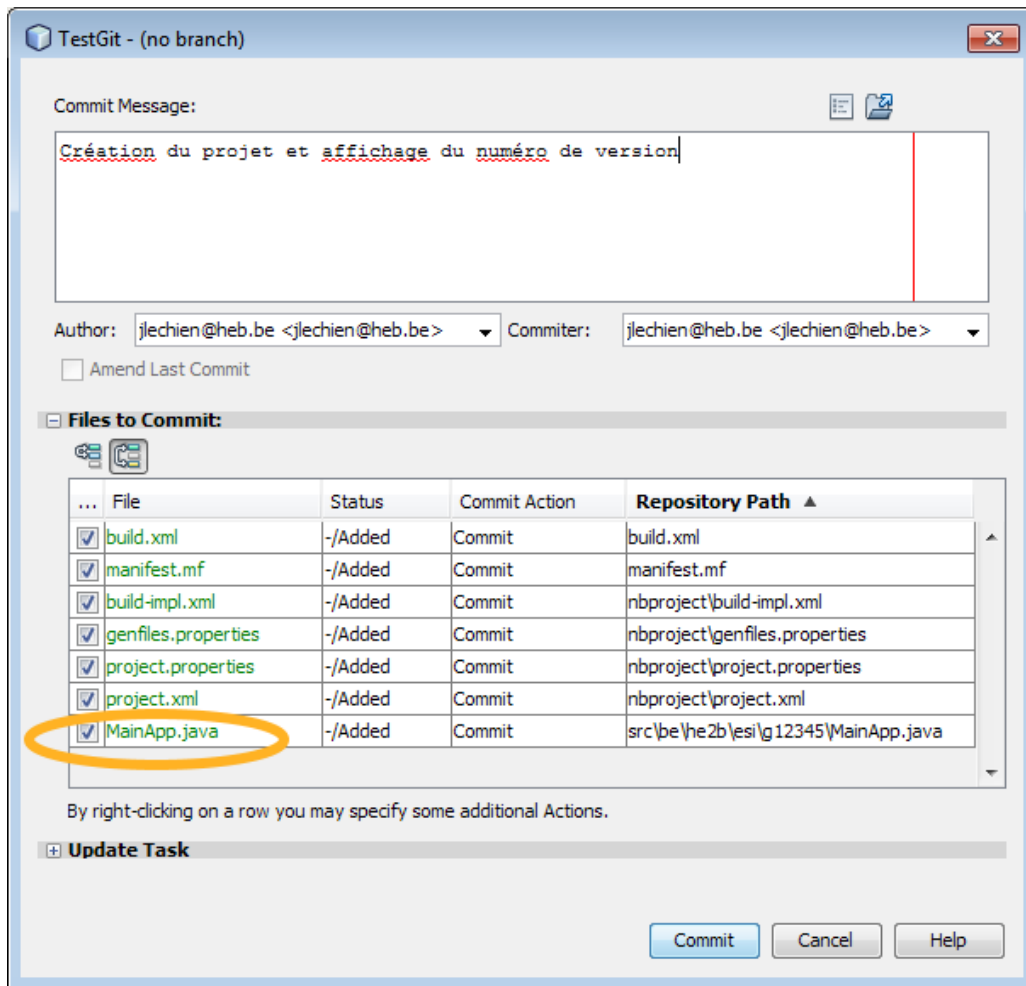 TestGit - (no branch)
Commit Message:
Création du projet et affichage du numéro de version
Author: jlechien@heb.be <jlechien@heb.be> Commiter: jlechien@heb.be <jlechien@heb.be>
Amend Last Commit
Files to Commit:
... File Status Commit Action Repository Path
build.xml -/Added Commit build.xml
manifest.mf -/Added Commit manifest.mf
build-impl.xml -/Added Commit nbproject\build-impl.xml
genfiles.properties -/Added Commit nbproject\genfiles.properties
project.properties -/Added Commit nbproject\project.properties
project.xml -/Added Commit nbproject\project.xml
MainApp.java -/Added Commit src\be\he2b\esi\g12345\MainApp.java
By right-clicking on a row you may specify some additional Actions.
Update Task
Commit Cancel Help